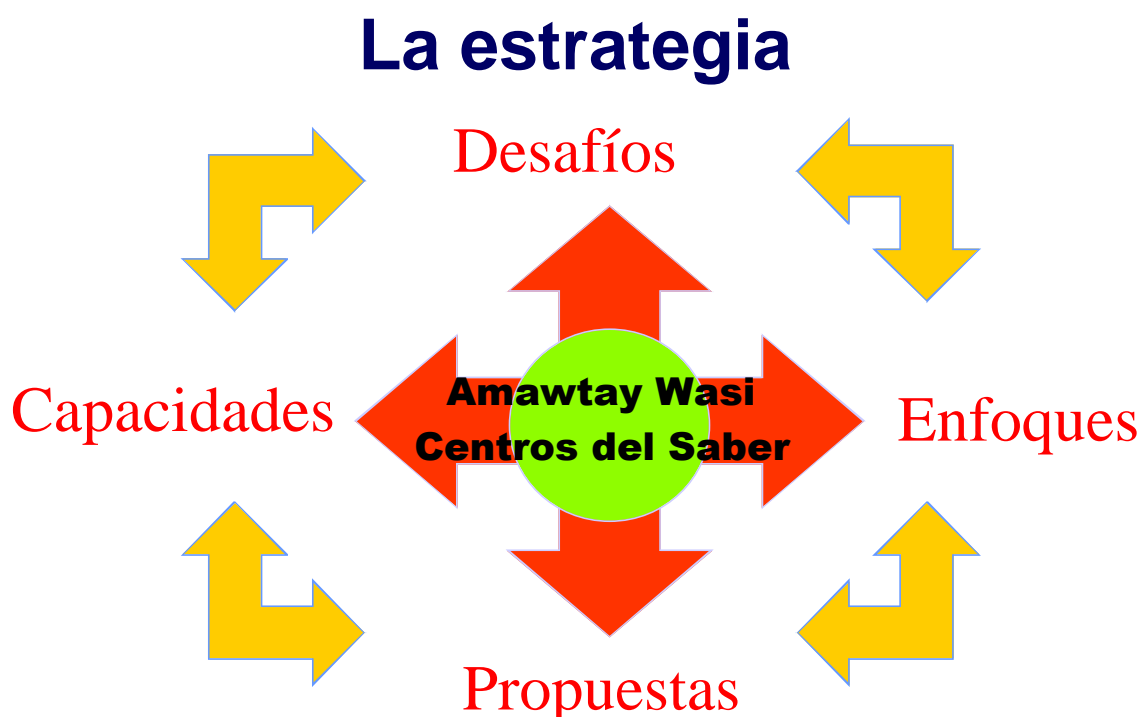 La estrategia
Desafíos
Capacidades
Amawtay Wasi
Centros del Saber
Enfoques
Propuestas